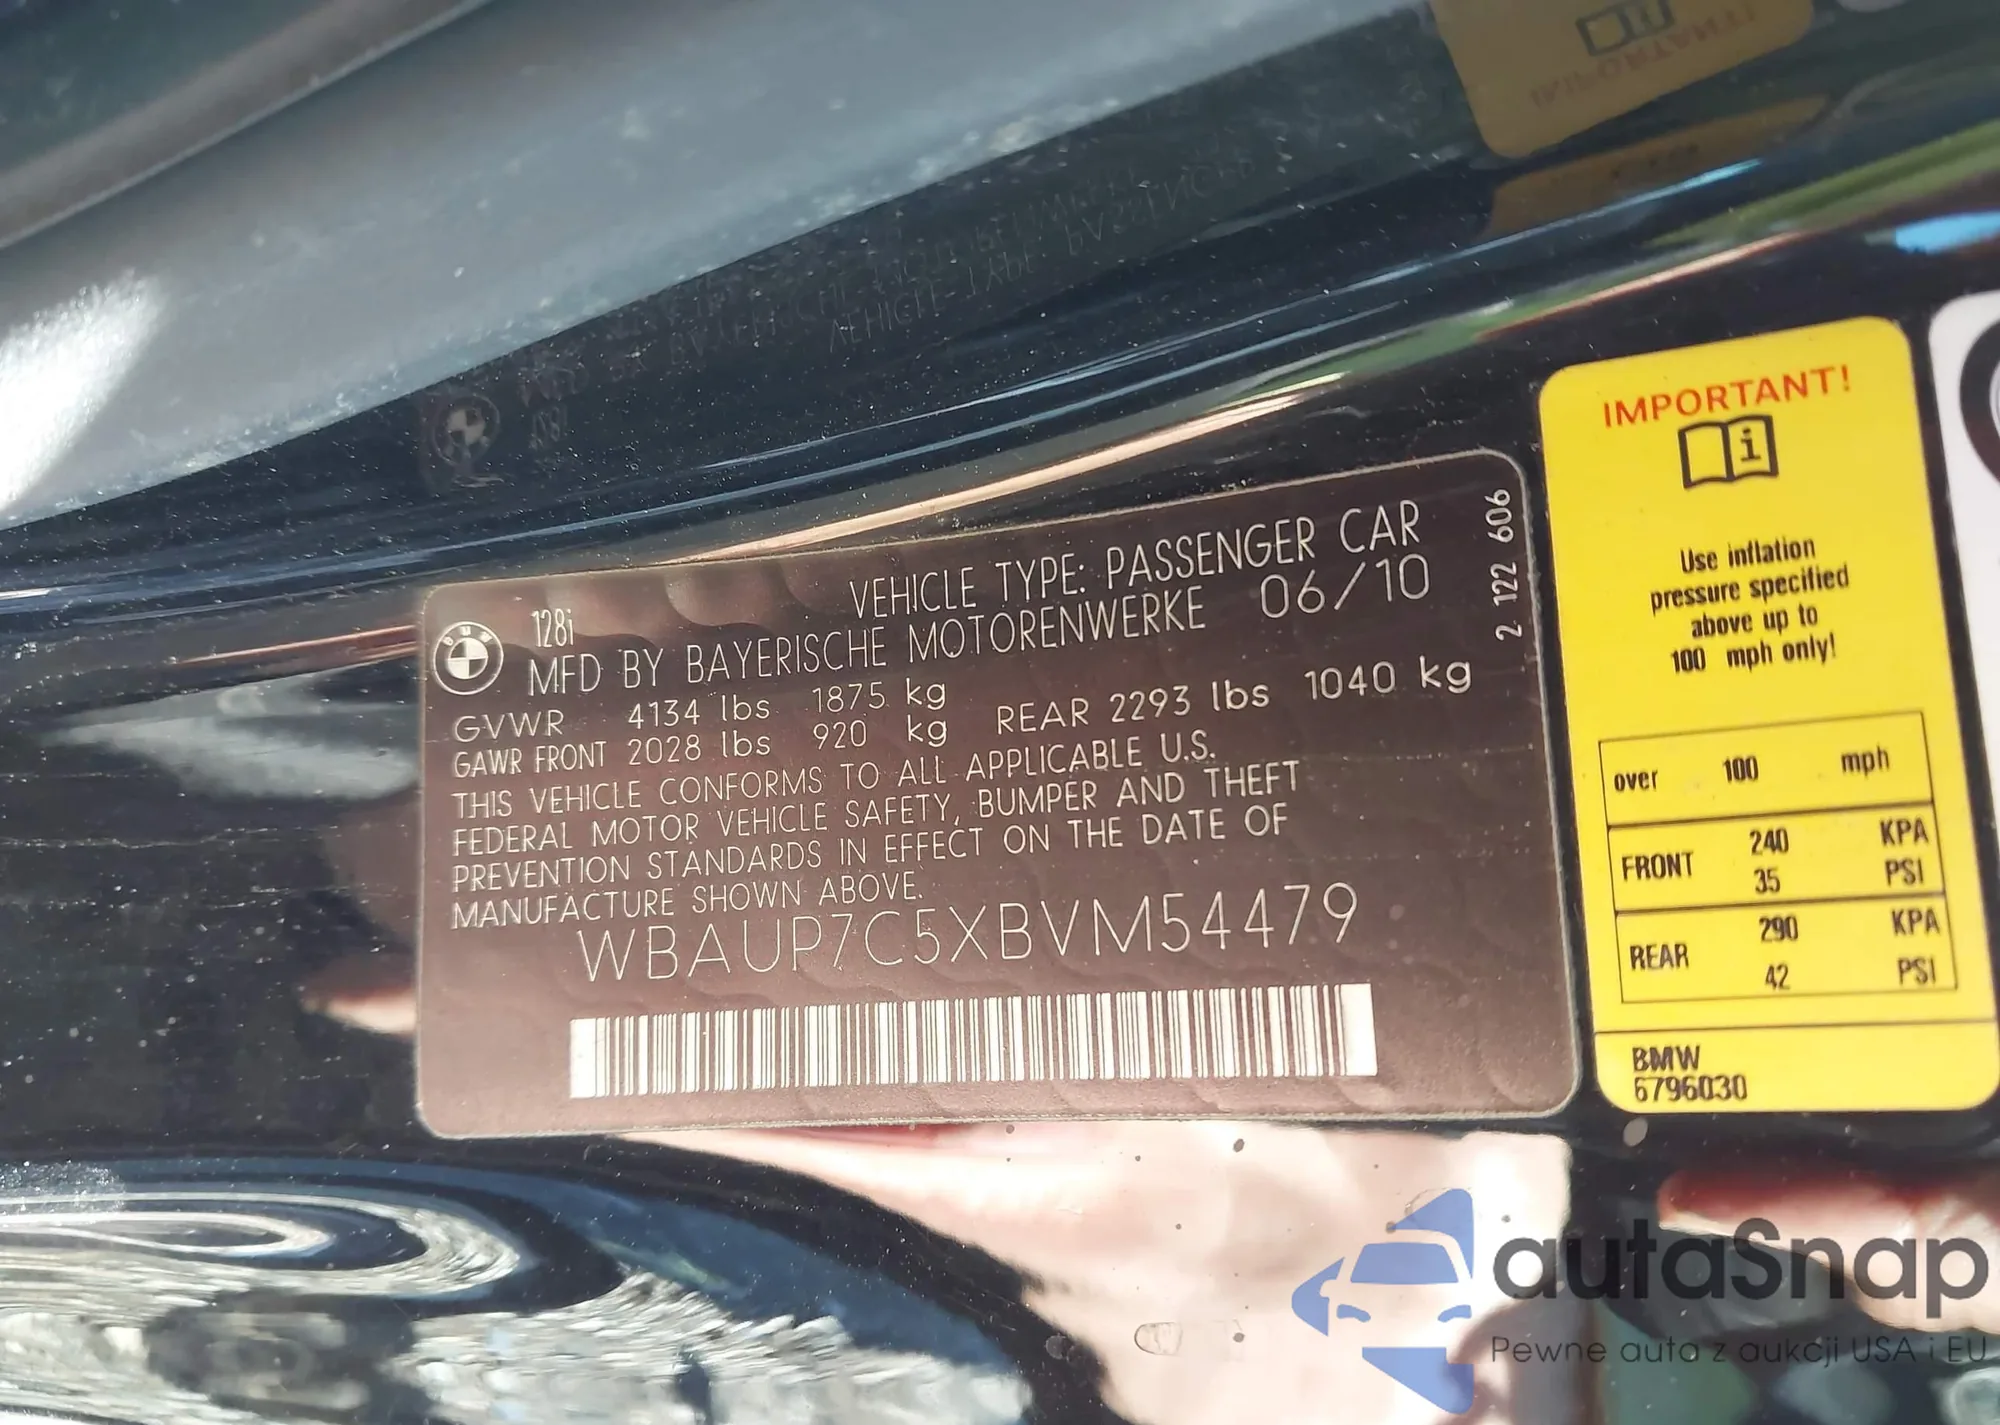 128i
VEHICLE TYPE: PASSENGER CAR
MFD BY BAYERISCHE MOTORENWERKE 06/10
GVWR 4134 lbs 1875 kg
GAWR FRONT 2028 lbs 920 kg REAR 2293 lbs 1040 kg
THIS VEHICLE CONFORMS TO ALL APPLICABLE U.S.
FEDERAL MOTOR VEHICLE SAFETY, BUMPER AND THEFT
PREVENTION STANDARDS IN EFFECT ON THE DATE OF
MANUFACTURE SHOWN ABOVE.
WBAUP7C5XBVM54479
2 122 606
IMPORTANT!
Use inflation
pressure specified
above up to
100 mph only!
over 100 mph
FRONT 240 KPA
35 PSI
REAR 290 KPA
42 PSI
BMW
6796030
autaSnap
Pewne auta z aukcji USA i EU